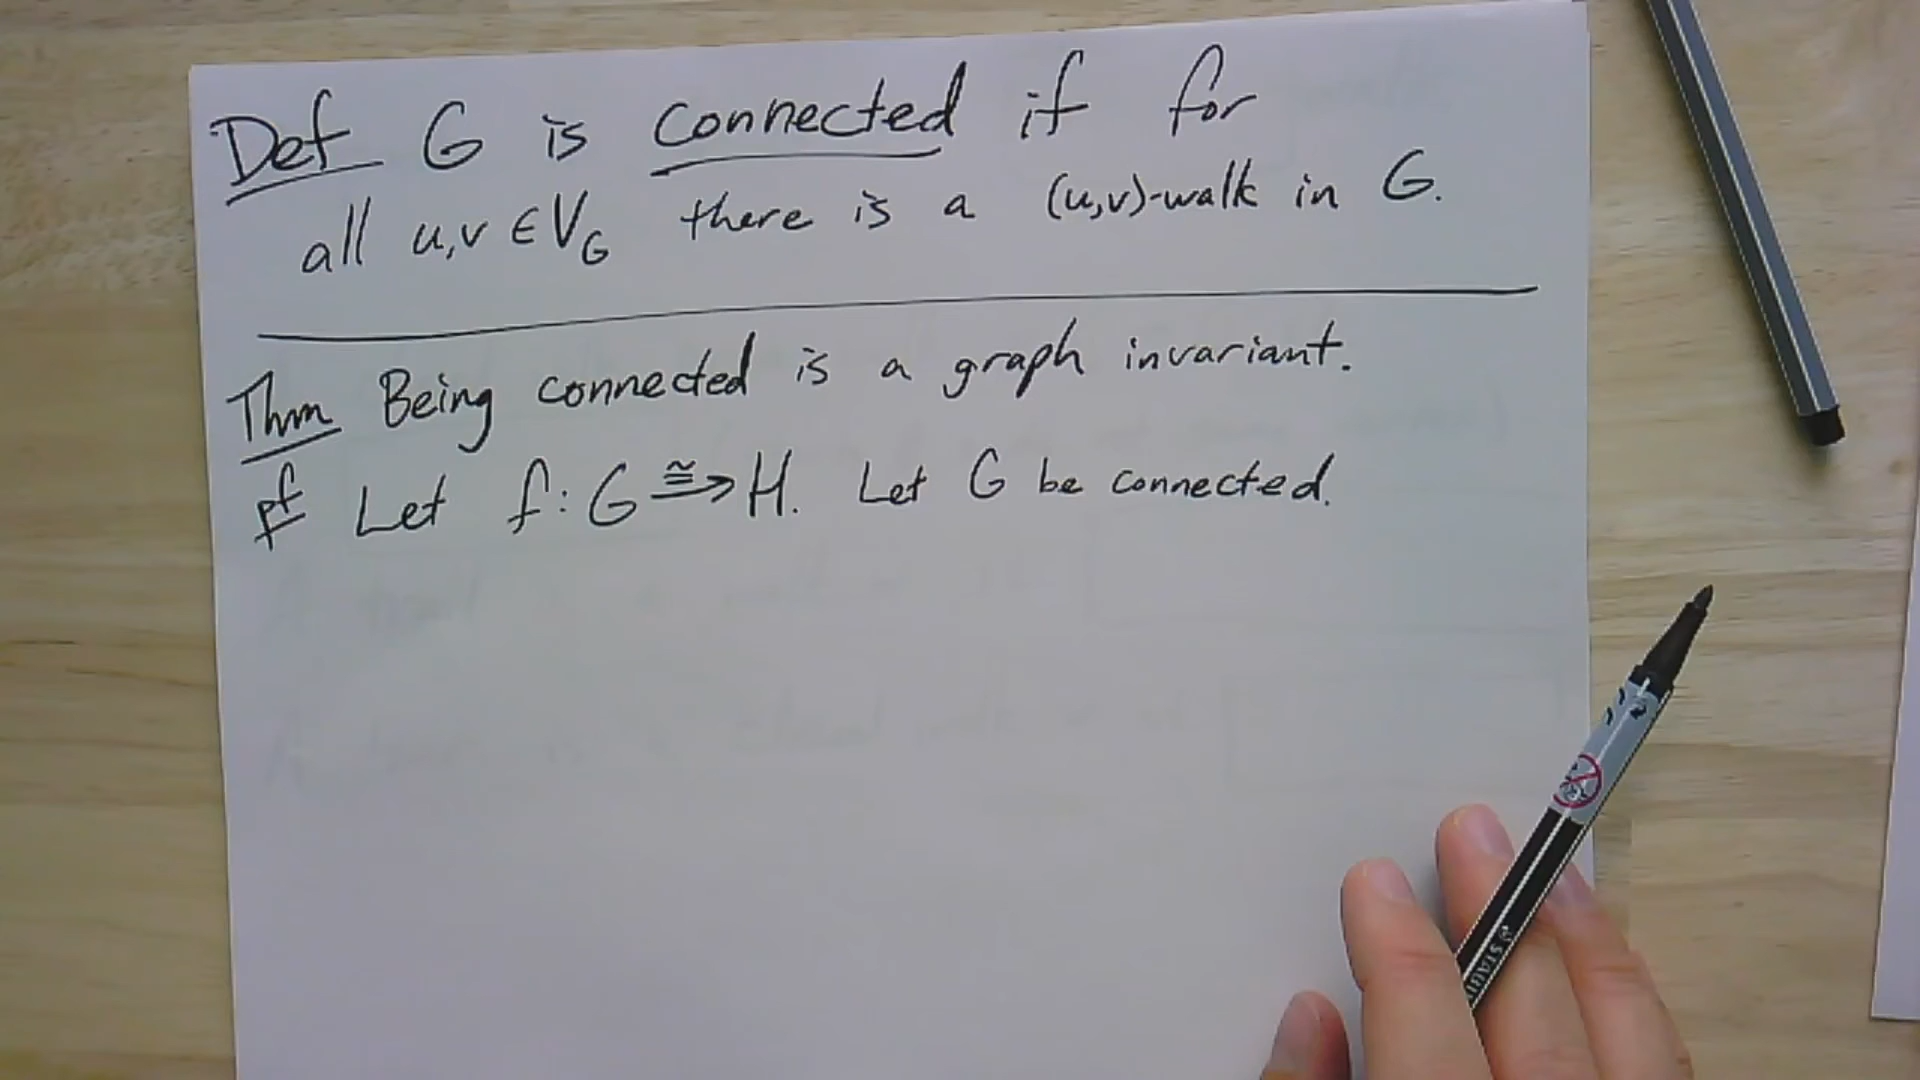 Def G is connected if for
all u,v ∈ V_G there is a (u,v)-walk in G.
Thm Being connected is a graph invariant.
pf Let f: G ≅→ H. Let G be connected.